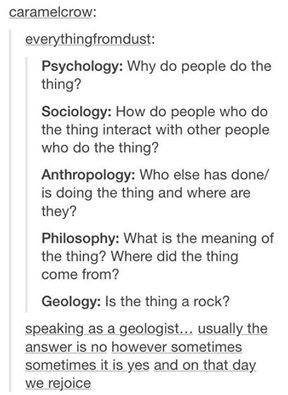 caramelcrow:
everythingfromdust:
Psychology: Why do people do the
thing?
Sociology: How do people who do
the thing interact with other people
who do the thing?
Anthropology: Who else has done/
is doing the thing and where are
they?
Philosophy: What is the meaning of
the thing? Where did the thing
come from?
Geology: Is the thing a rock?
speaking as a geologist... usually the
answer is no however sometimes
sometimes it is yes and on that day
we rejoice